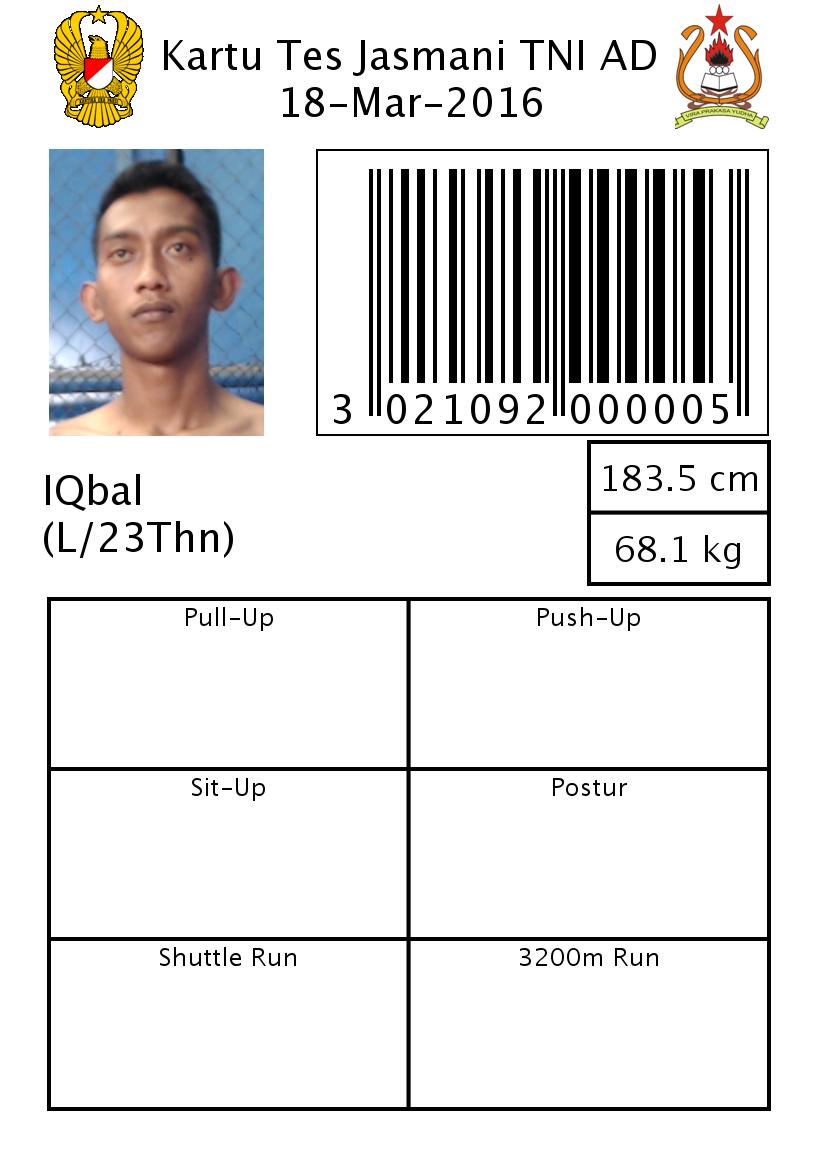 Kartu Tes Jasmani TNI AD
18-Mar-2016
VIRA PRAKASA YUDHA
3 021092 000005
183.5 cm
68.1 kg
IQbal
(L/23Thn)
Pull-Up
Push-Up
Sit-Up
Postur
Shuttle Run
3200m Run